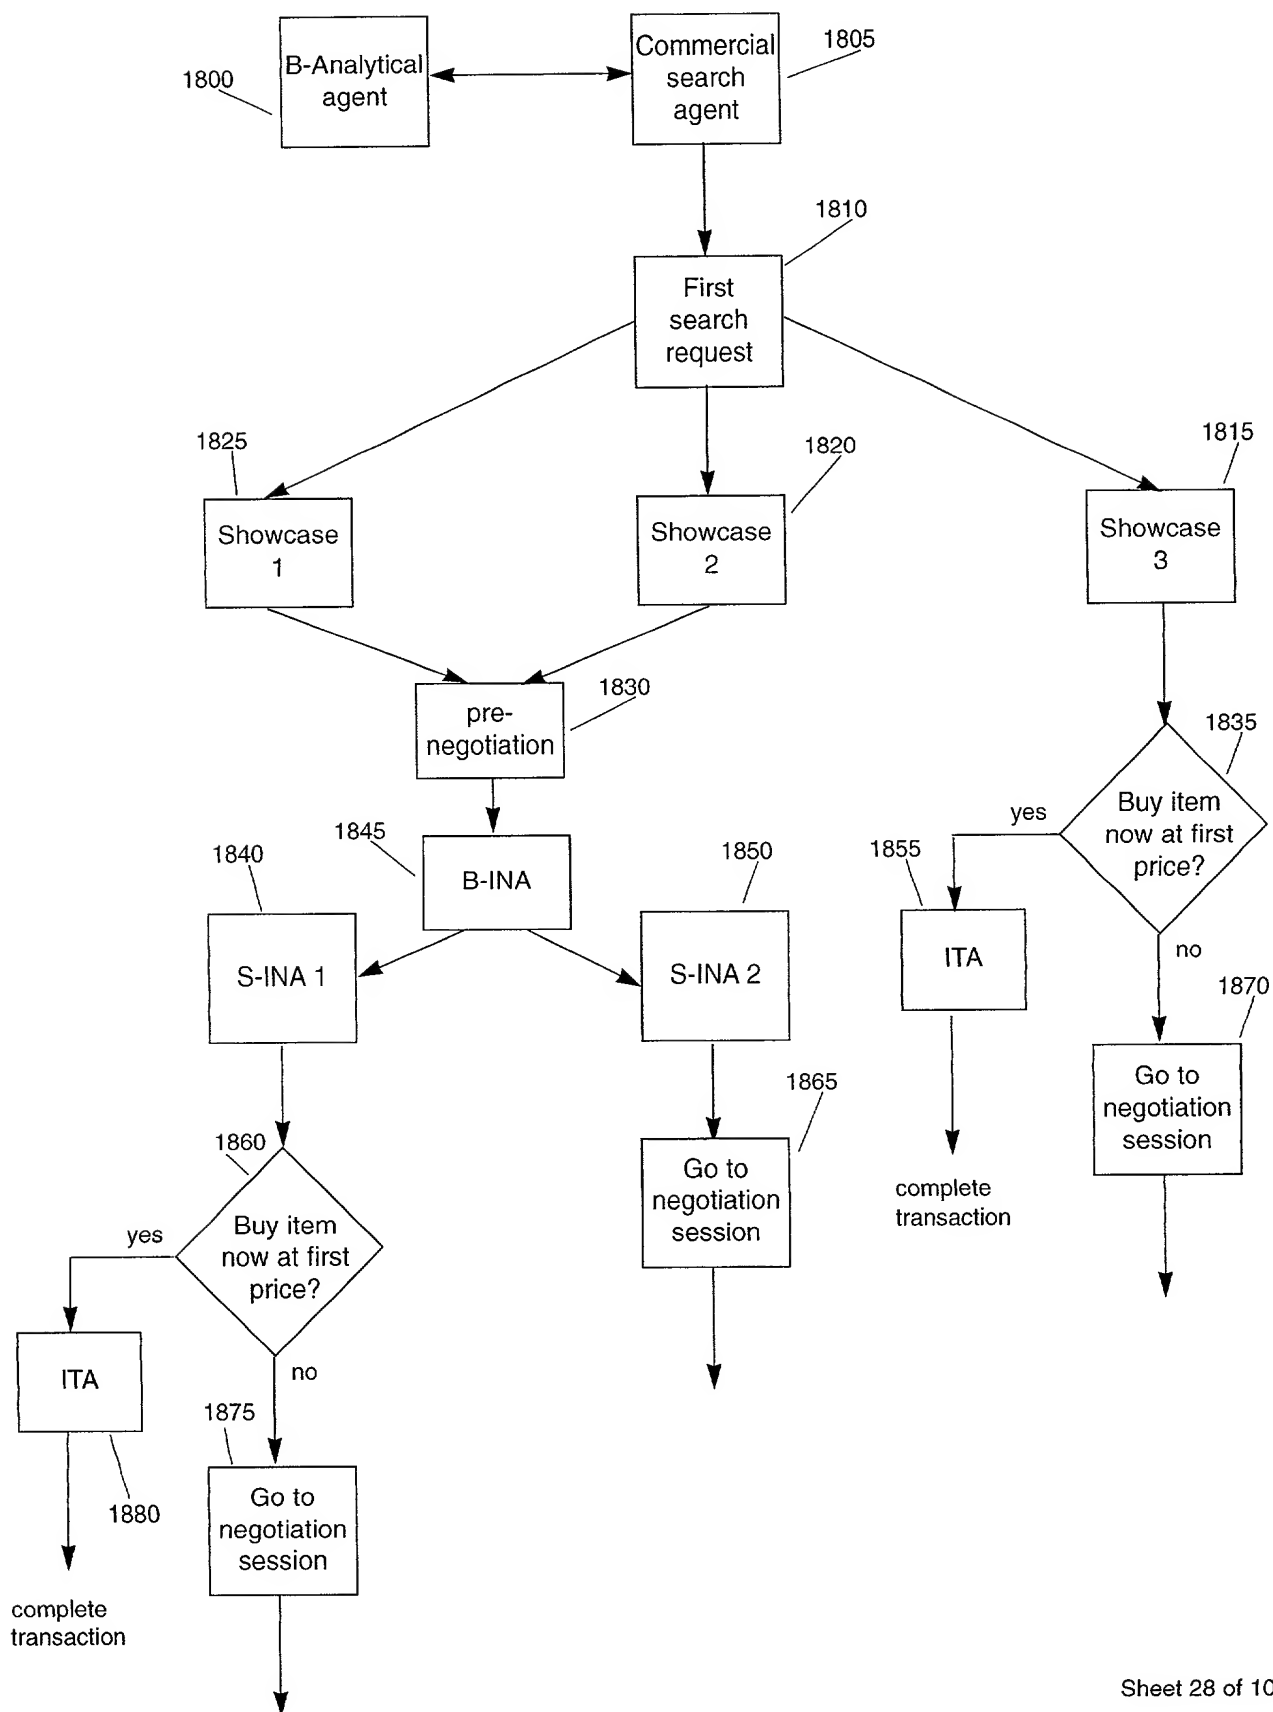 B-Analytical
agent
1800
Commercial
search
agent
1805
1810
First
search
request
1825
1820
1815
Showcase
1
Showcase
2
Showcase
3
pre-
negotiation
1830
1835
Buy item
now at first
price?
yes
no
1845
B-INA
1840
S-INA 1
1850
S-INA 2
1855
ITA
complete
transaction
1870
Go to
negotiation
session
1865
Go to
negotiation
session
1860
Buy item
now at first
price?
yes
no
ITA
1880
complete
transaction
1875
Go to
negotiation
session
Sheet 28 of 10